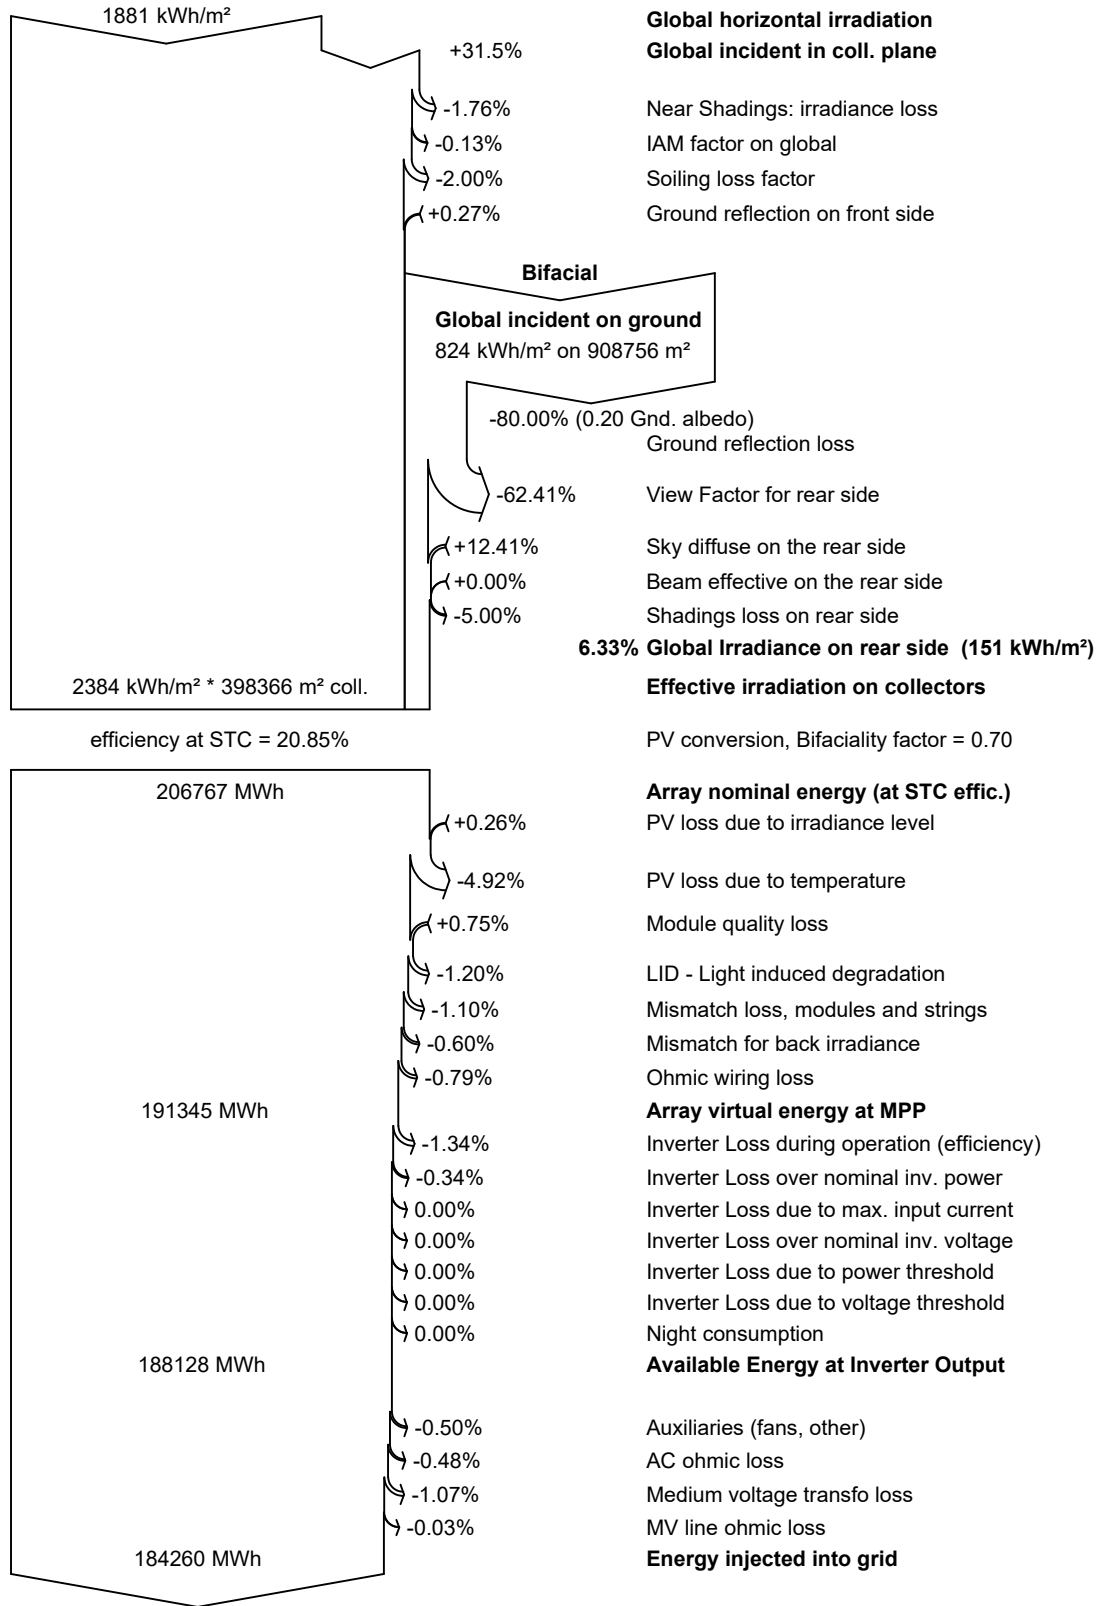 1881 kWh/m² Global horizontal irradiation
+31.5% Global incident in coll. plane
-1.76% Near Shadings: irradiance loss
-0.13% IAM factor on global
-2.00% Soiling loss factor
+0.27% Ground reflection on front side
Bifacial
Global incident on ground
824 kWh/m² on 908756 m²
-80.00% (0.20 Gnd. albedo)
Ground reflection loss
-62.41% View Factor for rear side
+12.41% Sky diffuse on the rear side
+0.00% Beam effective on the rear side
-5.00% Shadings loss on rear side
6.33% Global Irradiance on rear side (151 kWh/m²)
2384 kWh/m² * 398366 m² coll. Effective irradiation on collectors
efficiency at STC = 20.85% PV conversion, Bifaciality factor = 0.70
206767 MWh Array nominal energy (at STC effic.)
+0.26% PV loss due to irradiance level
-4.92% PV loss due to temperature
+0.75% Module quality loss
-1.20% LID - Light induced degradation
-1.10% Mismatch loss, modules and strings
-0.60% Mismatch for back irradiance
-0.79% Ohmic wiring loss
191345 MWh Array virtual energy at MPP
-1.34% Inverter Loss during operation (efficiency)
-0.34% Inverter Loss over nominal inv. power
0.00% Inverter Loss due to max. input current
0.00% Inverter Loss over nominal inv. voltage
0.00% Inverter Loss due to power threshold
0.00% Inverter Loss due to voltage threshold
0.00% Night consumption
188128 MWh Available Energy at Inverter Output
-0.50% Auxiliaries (fans, other)
-0.48% AC ohmic loss
-1.07% Medium voltage transfo loss
-0.03% MV line ohmic loss
184260 MWh Energy injected into grid